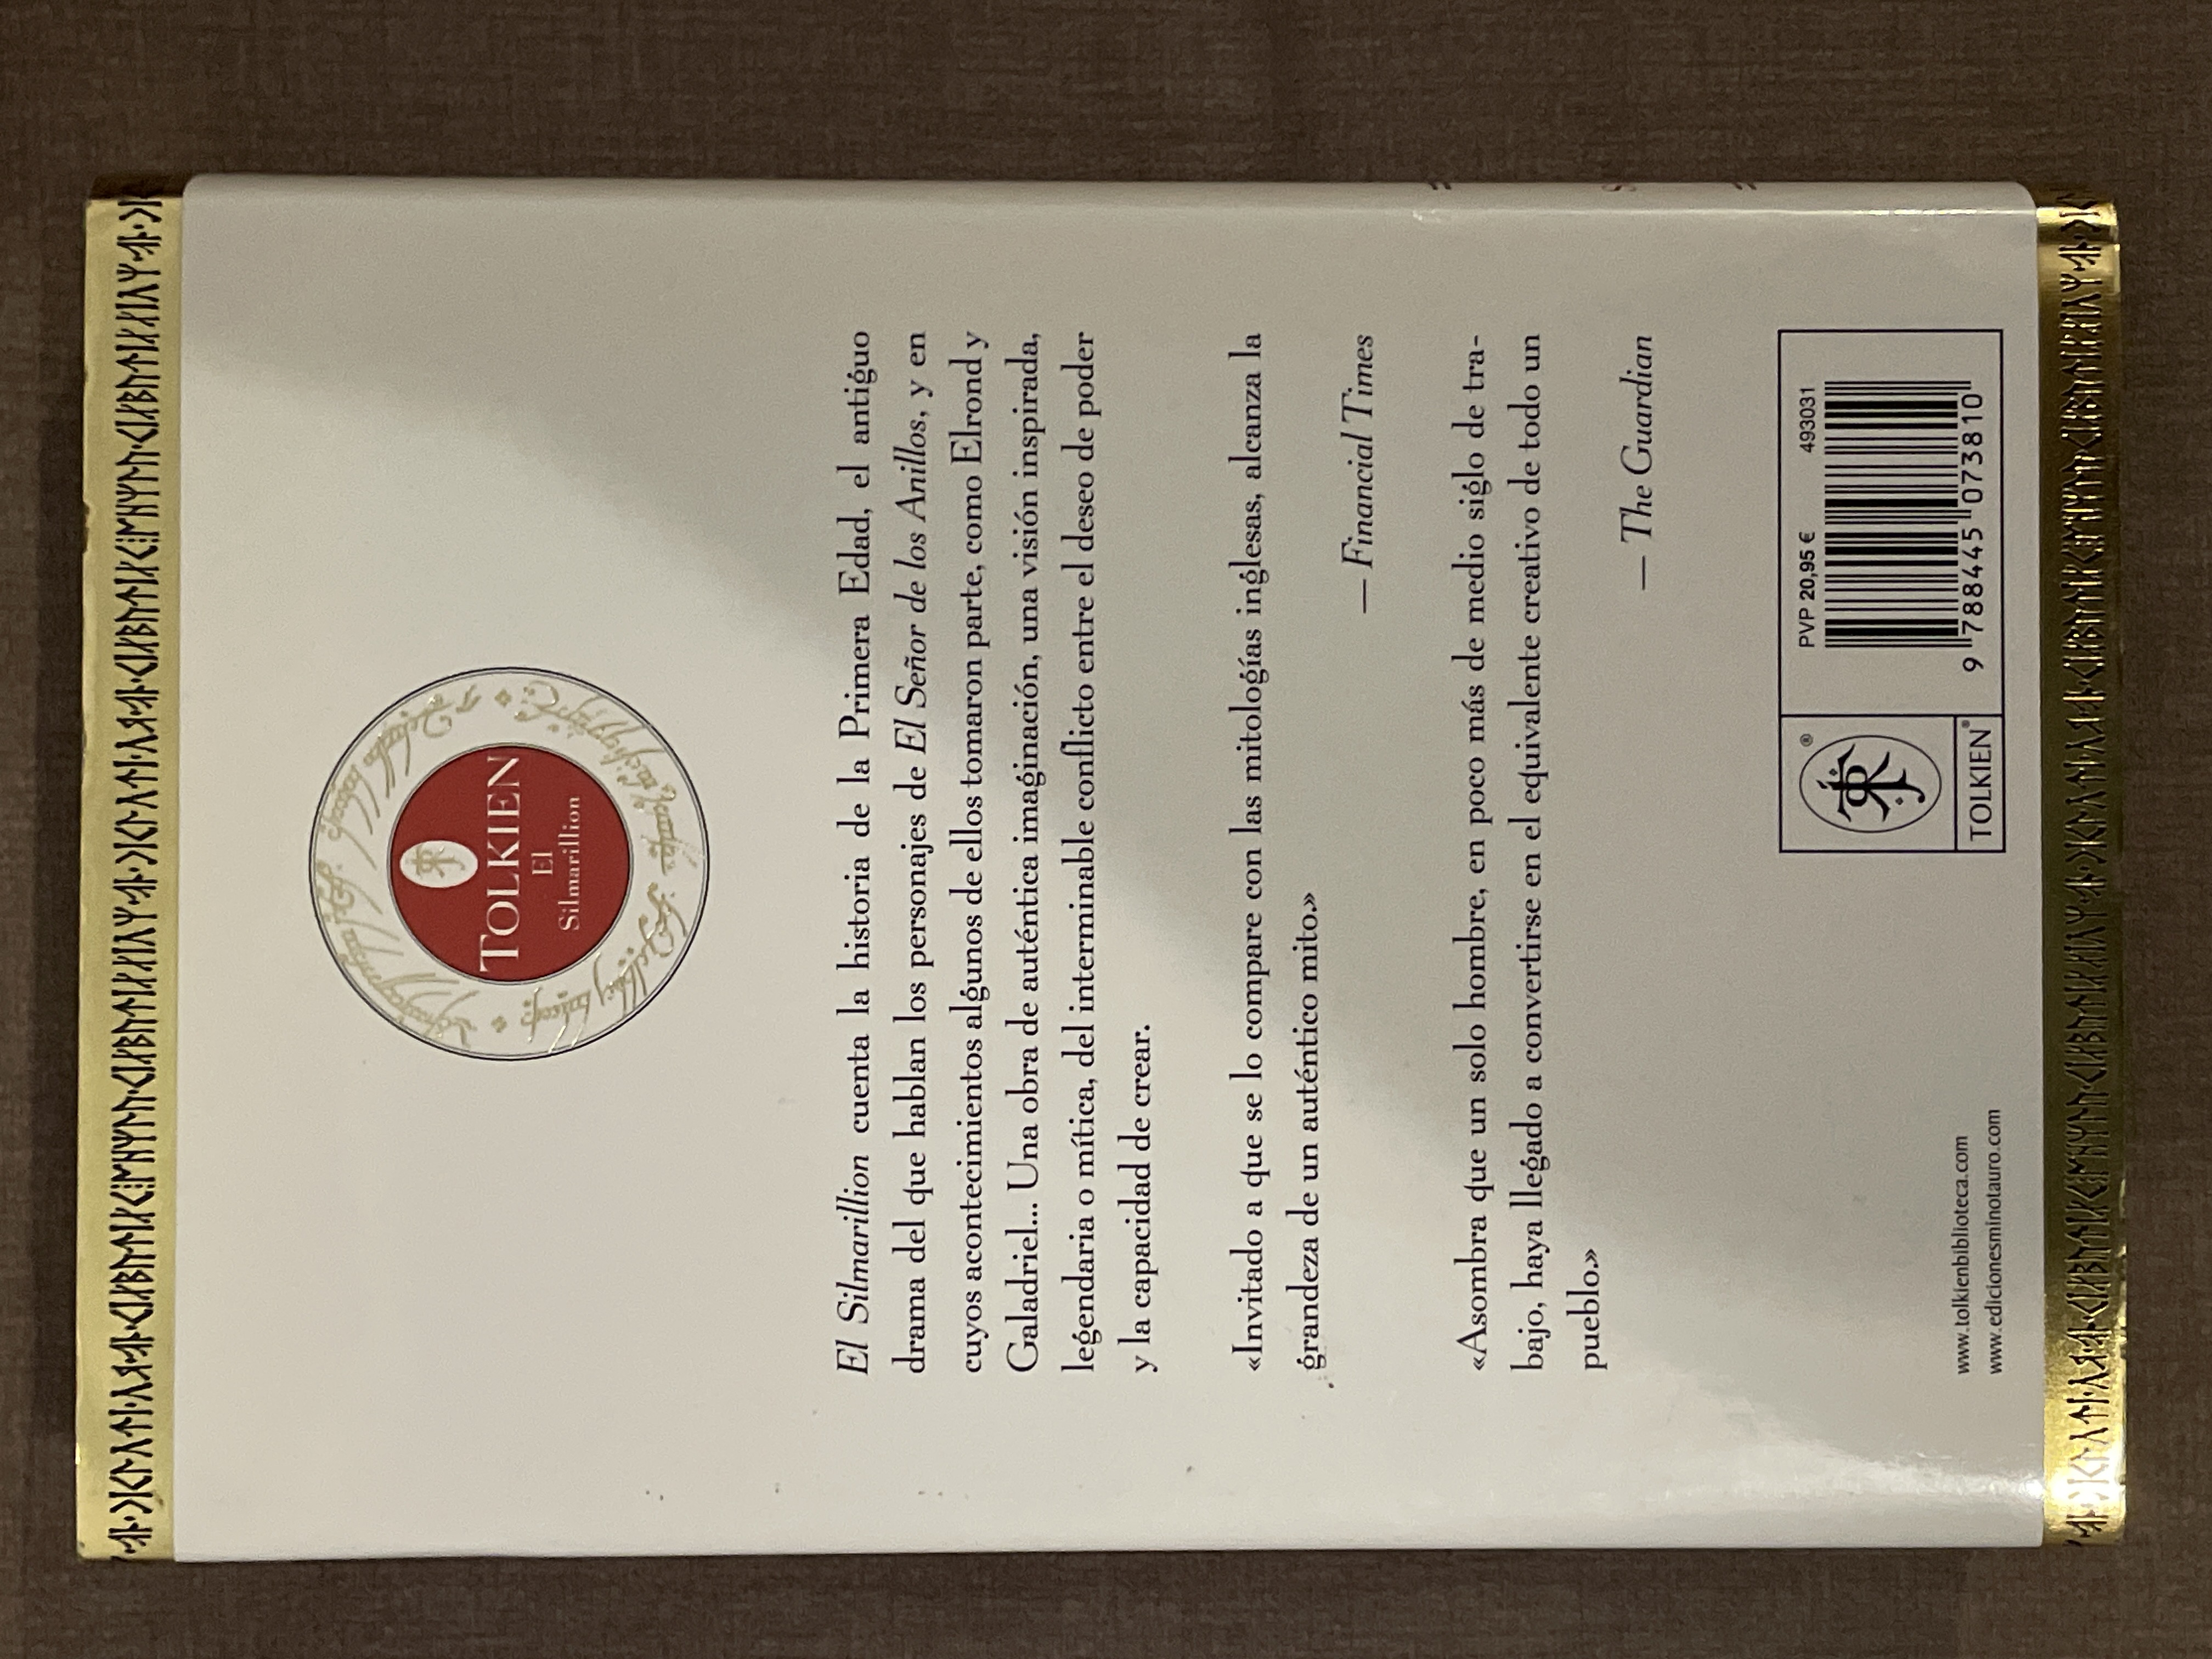 TOLKIEN
El
Silmarillion
El Silmarillion cuenta la historia de la Primera Edad, el antiguo
drama del que hablan los personajes de El Señor de los Anillos, y en
cuyos acontecimientos algunos de ellos tomaron parte, como Elrond y
Galadriel... Una obra de auténtica imaginación, una visión inspirada,
legendaria o mítica, del interminable conflicto entre el deseo de poder
y la capacidad de crear.
«Invitado a que se lo compare con las mitologías inglesas, alcanza la
grandeza de un auténtico mito.»
— Financial Times
«Asombra que un solo hombre, en poco más de medio siglo de tra-
bajo, haya llegado a convertirse en el equivalente creativo de todo un
pueblo.»
— The Guardian
www.tolkienbiblioteca.com
www.edicionesminotauro.com
®
TOLKIEN®
PVP 20,95 € 493031
9 788445 073810